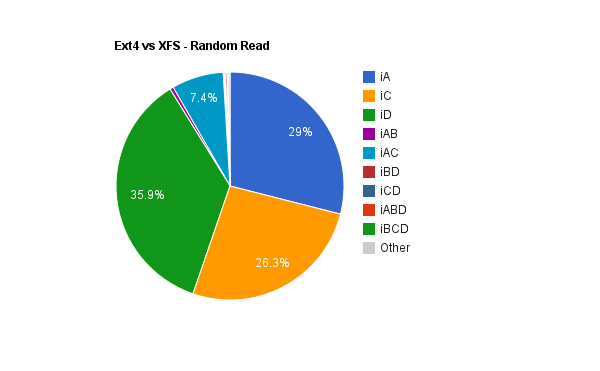 Ext4 vs XFS - Random Read
iA
iC
iD
iAB
iAC
iBD
iCD
iABD
iBCD
Other
7.4%
29%
35.9%
26.3%